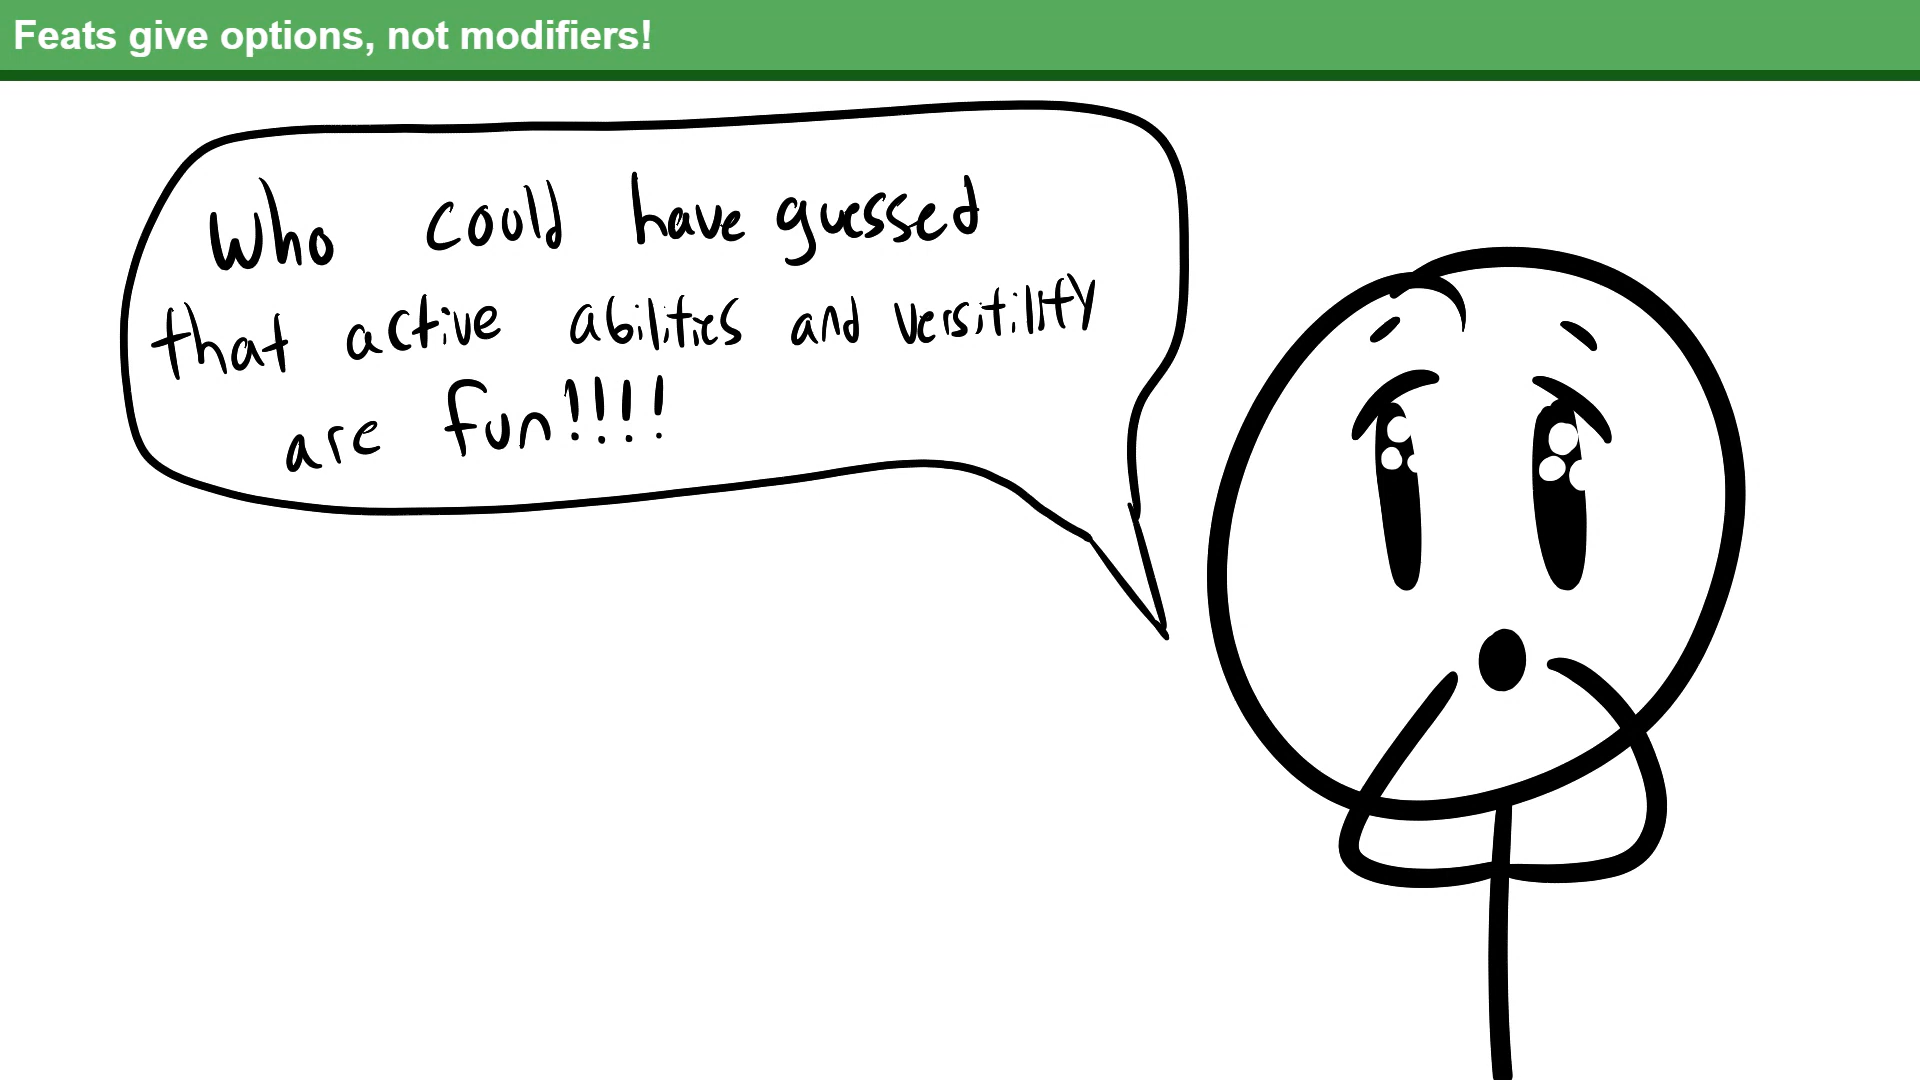 Feats give options, not modifiers!
Who could have guessed
that active abilities and versitility
are fun!!!!